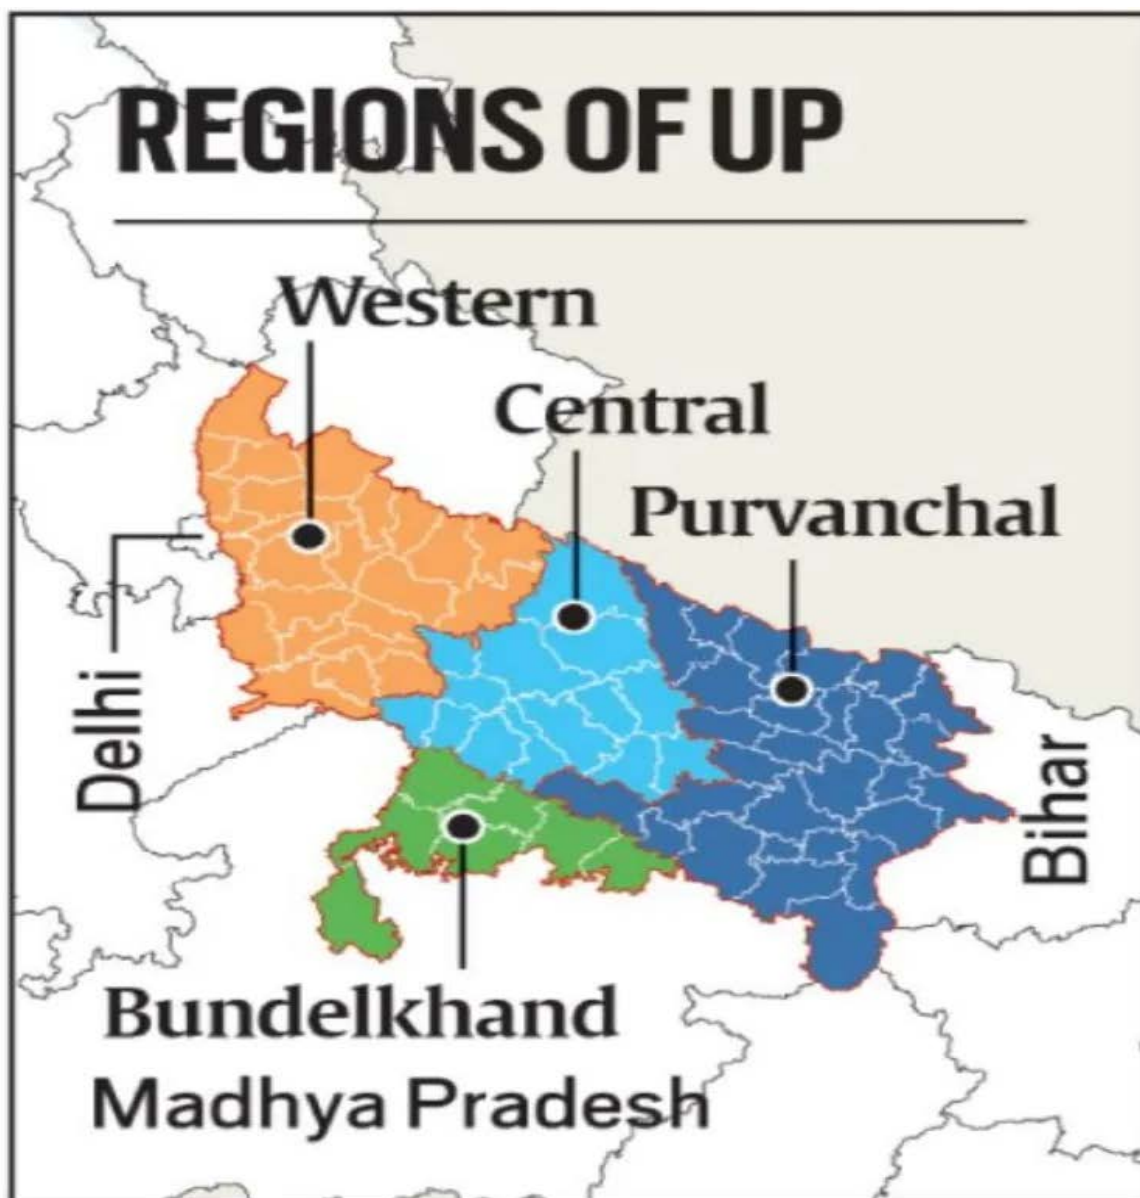 REGIONS OF UP
Western
Central
Purvanchal
Delhi
Bihar
Bundelkhand
Madhya Pradesh